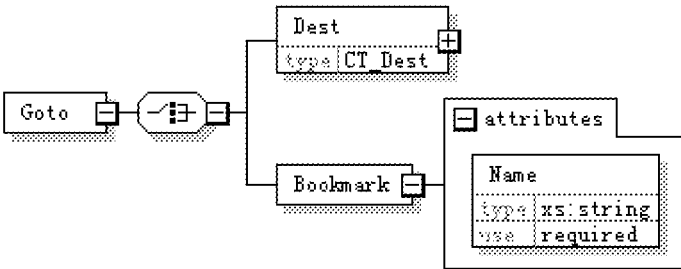 Dest
type CT_Dest
Goto
attributes
Bookmark
Name
type xs:string
use required